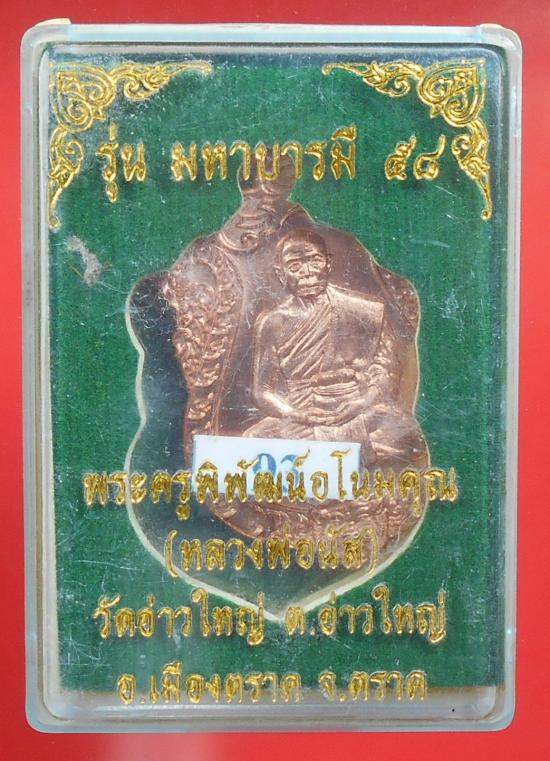 รุ่น มหาบารมี ๕๘
พระครูพิพัฒน์อโนมคุณ
(หลวงพ่อนัส)
วัดอ่าวใหญ่ ต.อ่าวใหญ่
อ.เมืองตราด จ.ตราด